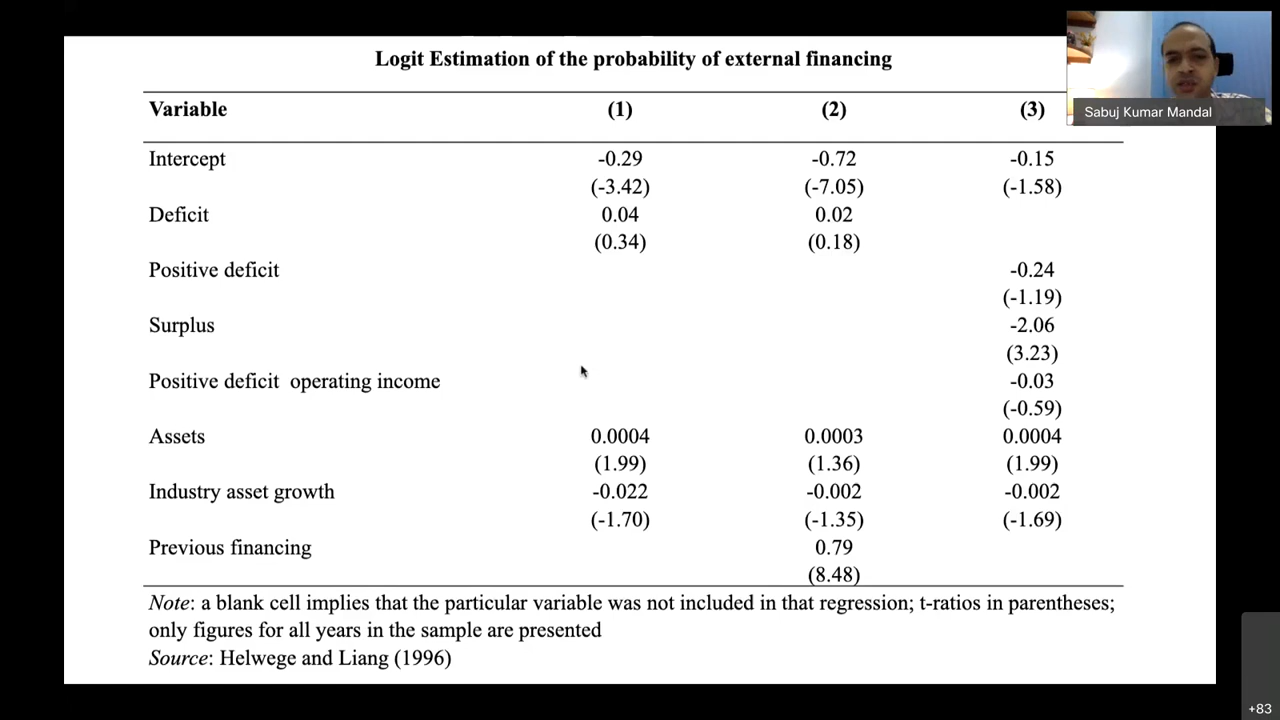 Logit Estimation of the probability of external financing
Variable (1) (2) (3)
Sabuj Kumar Mandal
Intercept -0.29 -0.72 -0.15
(-3.42) (-7.05) (-1.58)
Deficit 0.04 0.02
(0.34) (0.18)
Positive deficit -0.24
(-1.19)
Surplus -2.06
(3.23)
Positive deficit operating income -0.03
(-0.59)
Assets 0.0004 0.0003 0.0004
(1.99) (1.36) (1.99)
Industry asset growth -0.022 -0.002 -0.002
(-1.70) (-1.35) (-1.69)
Previous financing 0.79
(8.48)
Note: a blank cell implies that the particular variable was not included in that regression; t-ratios in parentheses;
only figures for all years in the sample are presented
Source: Helwege and Liang (1996)
+83